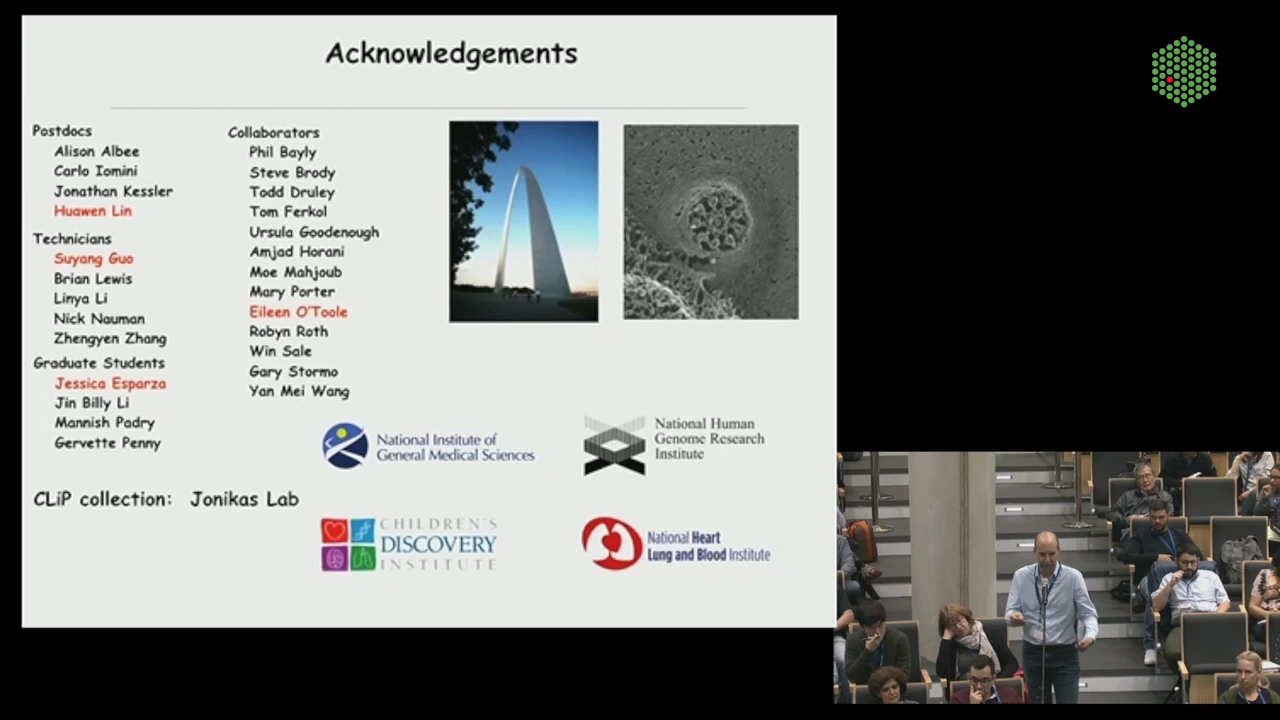 Acknowledgements
Postdocs
Alison Albee
Carlo Iomini
Jonathan Kessler
Huawen Lin
Technicians
Suyang Guo
Brian Lewis
Linya Li
Nick Nauman
Zhengyen Zhang
Graduate Students
Jessica Esparza
Jin Billy Li
Mannish Padry
Gervette Penny
CLiP collection: Jonikas Lab
Collaborators
Phil Bayly
Steve Brody
Todd Druley
Tom Ferkol
Ursula Goodenough
Amjad Horani
Moe Mahjoub
Mary Porter
Eileen O'Toole
Robyn Roth
Win Sale
Gary Stormo
Yan Mei Wang
National Institute of
General Medical Sciences
National Human
Genome Research
Institute
CHILDREN'S
DISCOVERY
INSTITUTE
National Heart
Lung and Blood Institute